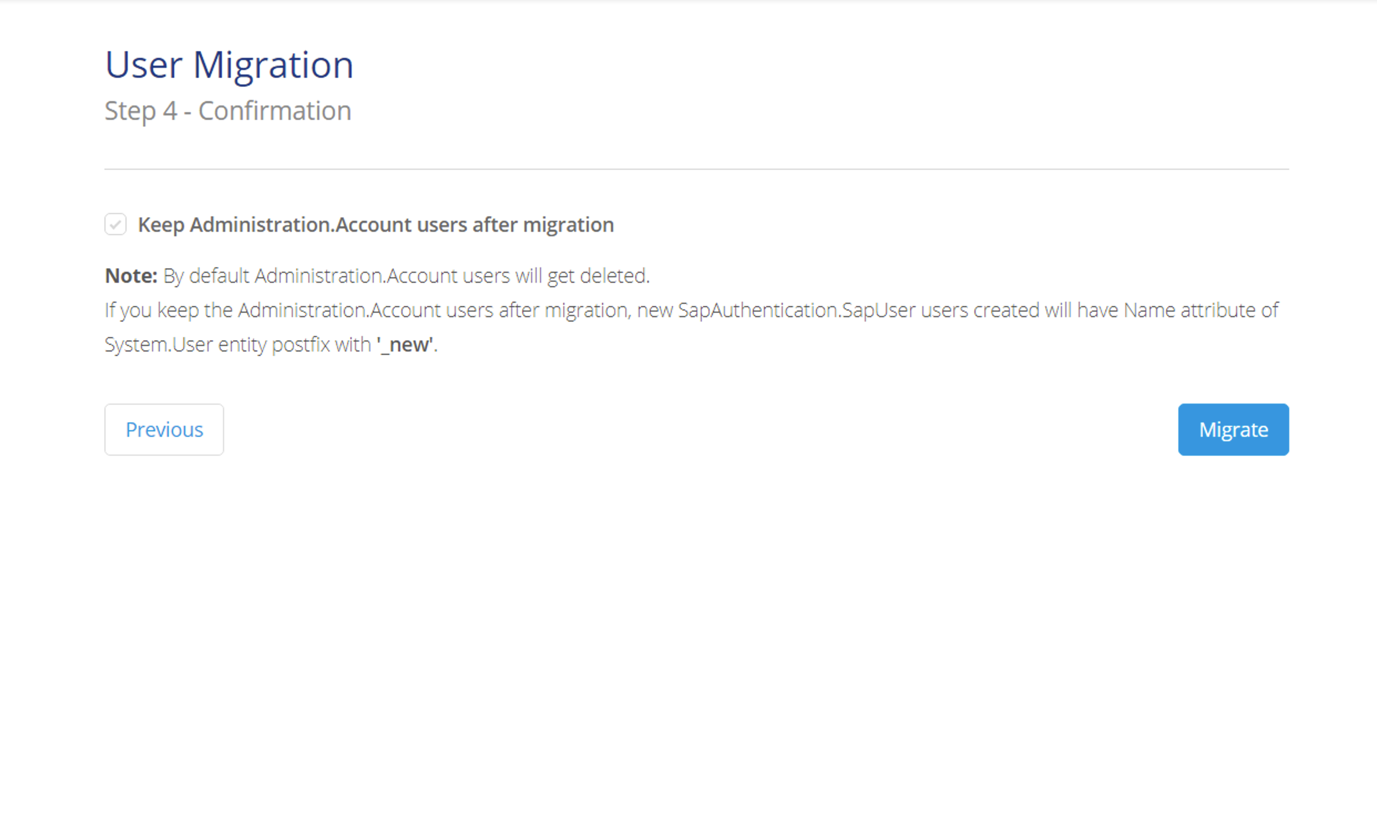 User Migration
Step 4 - Confirmation
Keep Administration.Account users after migration
Note: By default Administration.Account users will get deleted.
If you keep the Administration.Account users after migration, new SapAuthentication.SapUser users created will have Name attribute of
System.User entity postfix with '_new'.
Previous
Migrate